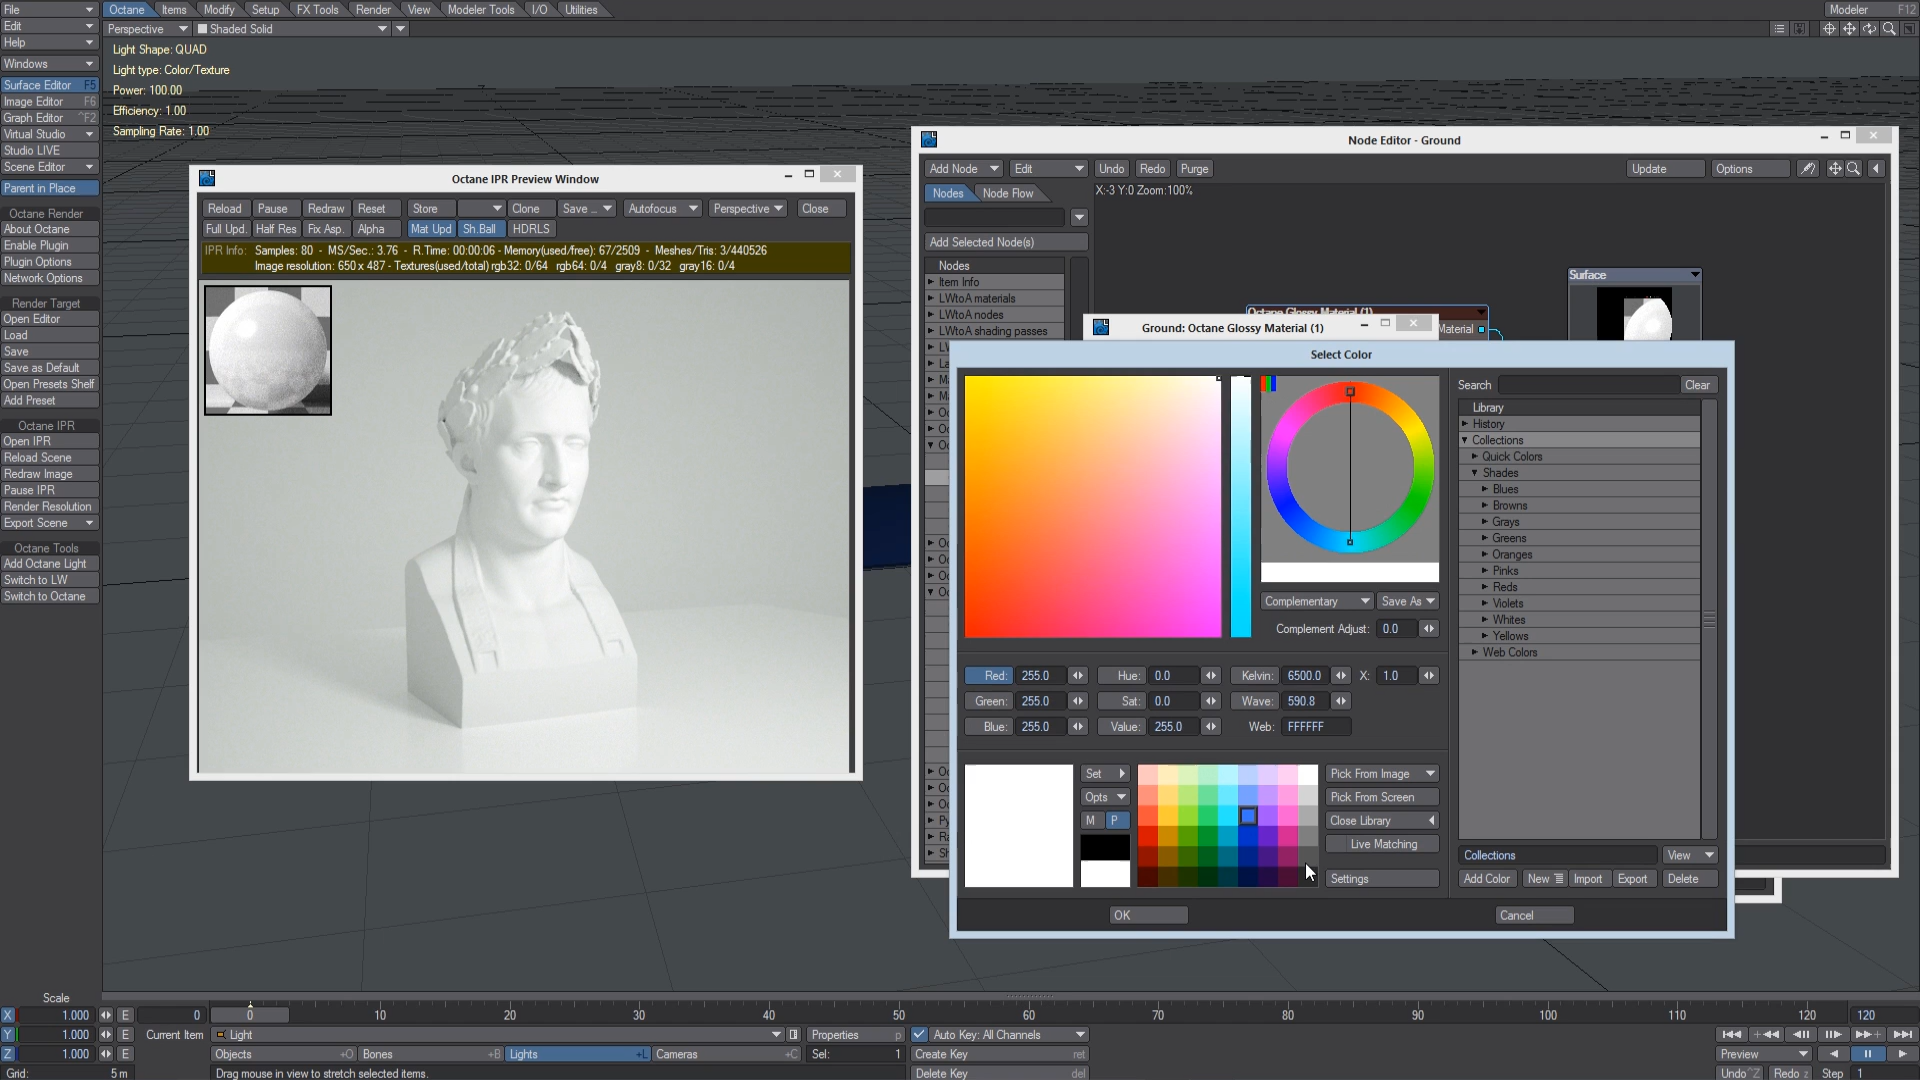 File
Edit
Help
Windows
Surface Editor F5
Image Editor F6
Graph Editor ^F2
Virtual Studio
Studio LIVE
Scene Editor
Parent in Place
Octane Render
About Octane
Enable Plugin
Plugin Options
Network Options
Render Target
Open Editor
Load
Save
Save as Default
Open Presets Shelf
Add Preset
Octane IPR
Open IPR
Reload Scene
Redraw Image
Pause IPR
Render Resolution
Export Scene
Octane Tools
Add Octane Light
Switch to LW
Switch to Octane
Octane Items Modify Setup FX Tools Render View Modeler Tools I/O Utilities Modeler F12
Perspective Shaded Solid
Light Shape: QUAD
Light type: Color/Texture
Power: 100.00
Efficiency: 1.00
Sampling Rate: 1.00
Octane IPR Preview Window
Reload Pause Redraw Reset Store Clone Save ... Autofocus Perspective Close
Full Upd. Half Res Fix Asp. Alpha Mat Upd Sh.Ball HDRLS
IPR Info: Samples: 80 - MS/Sec.: 3.76 - R.Time: 00:00:06 - Memory(used/free): 67/2509 - Meshes/Tris: 3/440526
Image resolution: 650 x 487 - Textures(used/total) rgb32: 0/64 rgb64: 0/4 gray8: 0/32 gray16: 0/4
Node Editor - Ground
Add Node Edit Undo Redo Purge Update Options
Nodes Node Flow X:-3 Y:0 Zoom:100%
Add Selected Node(s)
Nodes
Item Info
LWtoA materials
LWtoA nodes
LWtoA shading passes
Surface
Octane Glossy Material (1)
Material
Ground: Octane Glossy Material (1)
Select Color
Search Clear
Library
History
Collections
Quick Colors
Shades
Blues
Browns
Grays
Greens
Oranges
Pinks
Reds
Violets
Whites
Yellows
Web Colors
Complementary Save As
Complement Adjust: 0.0
Red: 255.0 Hue: 0.0 Kelvin: 6500.0 X: 1.0
Green: 255.0 Sat: 0.0 Wave: 590.8
Blue: 255.0 Value: 255.0 Web: FFFFFF
Set Pick From Image
Opts Pick From Screen
M P Close Library
Live Matching
Settings
Collections View
Add Color New Import Export Delete
OK Cancel
Scale
X 1.000 E 0 0 10 20 30 40 50 60 70 80 90 100 110 120 120
Y 1.000 E Current Item Light Properties p Auto Key: All Channels
Z 1.000 E Objects +O Bones +B Lights +L Cameras +C Sel: 1 Create Key ret Preview
Grid: 5 m Drag mouse in view to stretch selected items. Delete Key del Undo ^Z Redo z Step 1